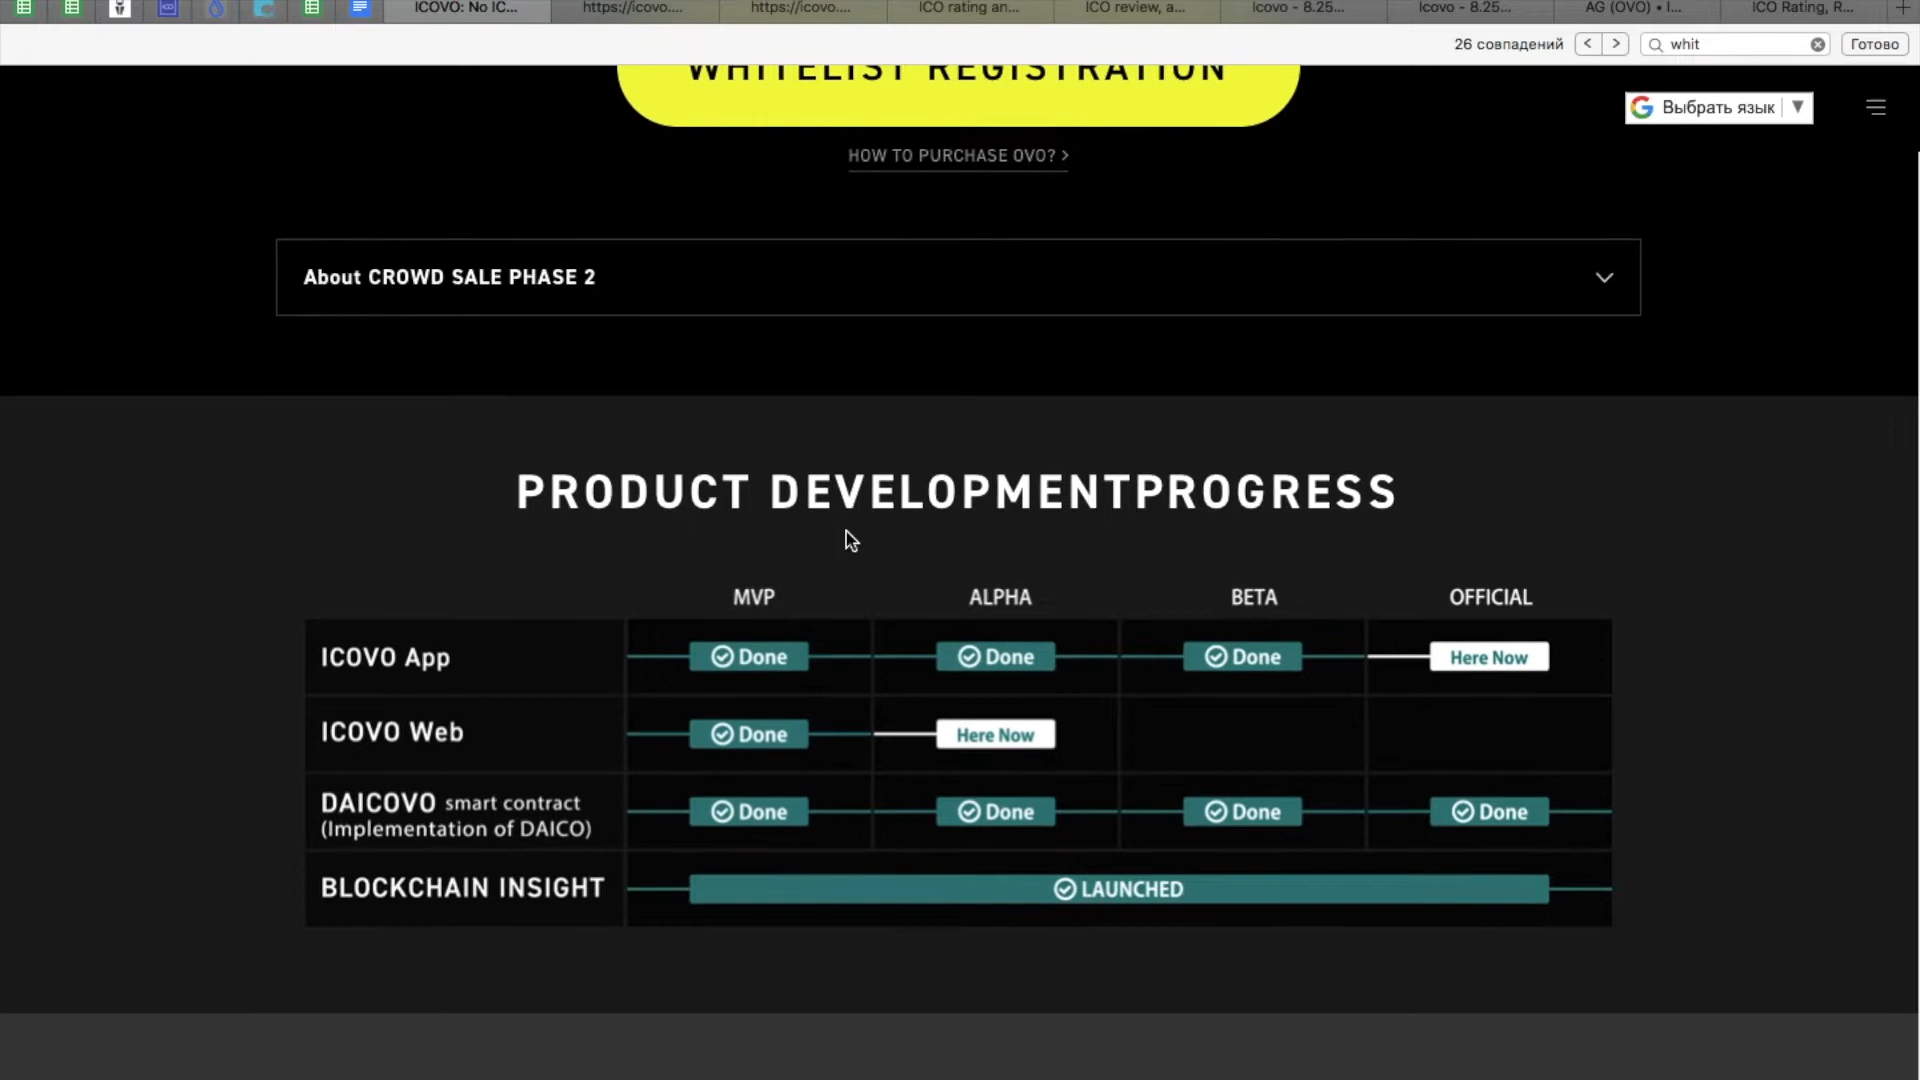 ICOVO: No IC...
https://icovo....
https://icovo....
ICO rating an...
ICO review, a...
Icovo - 8.25...
Icovo - 8.25...
AG (OVO) • I...
ICO Rating, R...
26 совпадений
whit
Готово
WHITELIST REGISTRATION
Выбрать язык
HOW TO PURCHASE OVO? >
About CROWD SALE PHASE 2
PRODUCT DEVELOPMENTPROGRESS
MVP ALPHA BETA OFFICIAL
ICOVO App Done Done Done Here Now
ICOVO Web Done Here Now
DAICOVO smart contract
(Implementation of DAICO)
Done Done Done Done
BLOCKCHAIN INSIGHT LAUNCHED